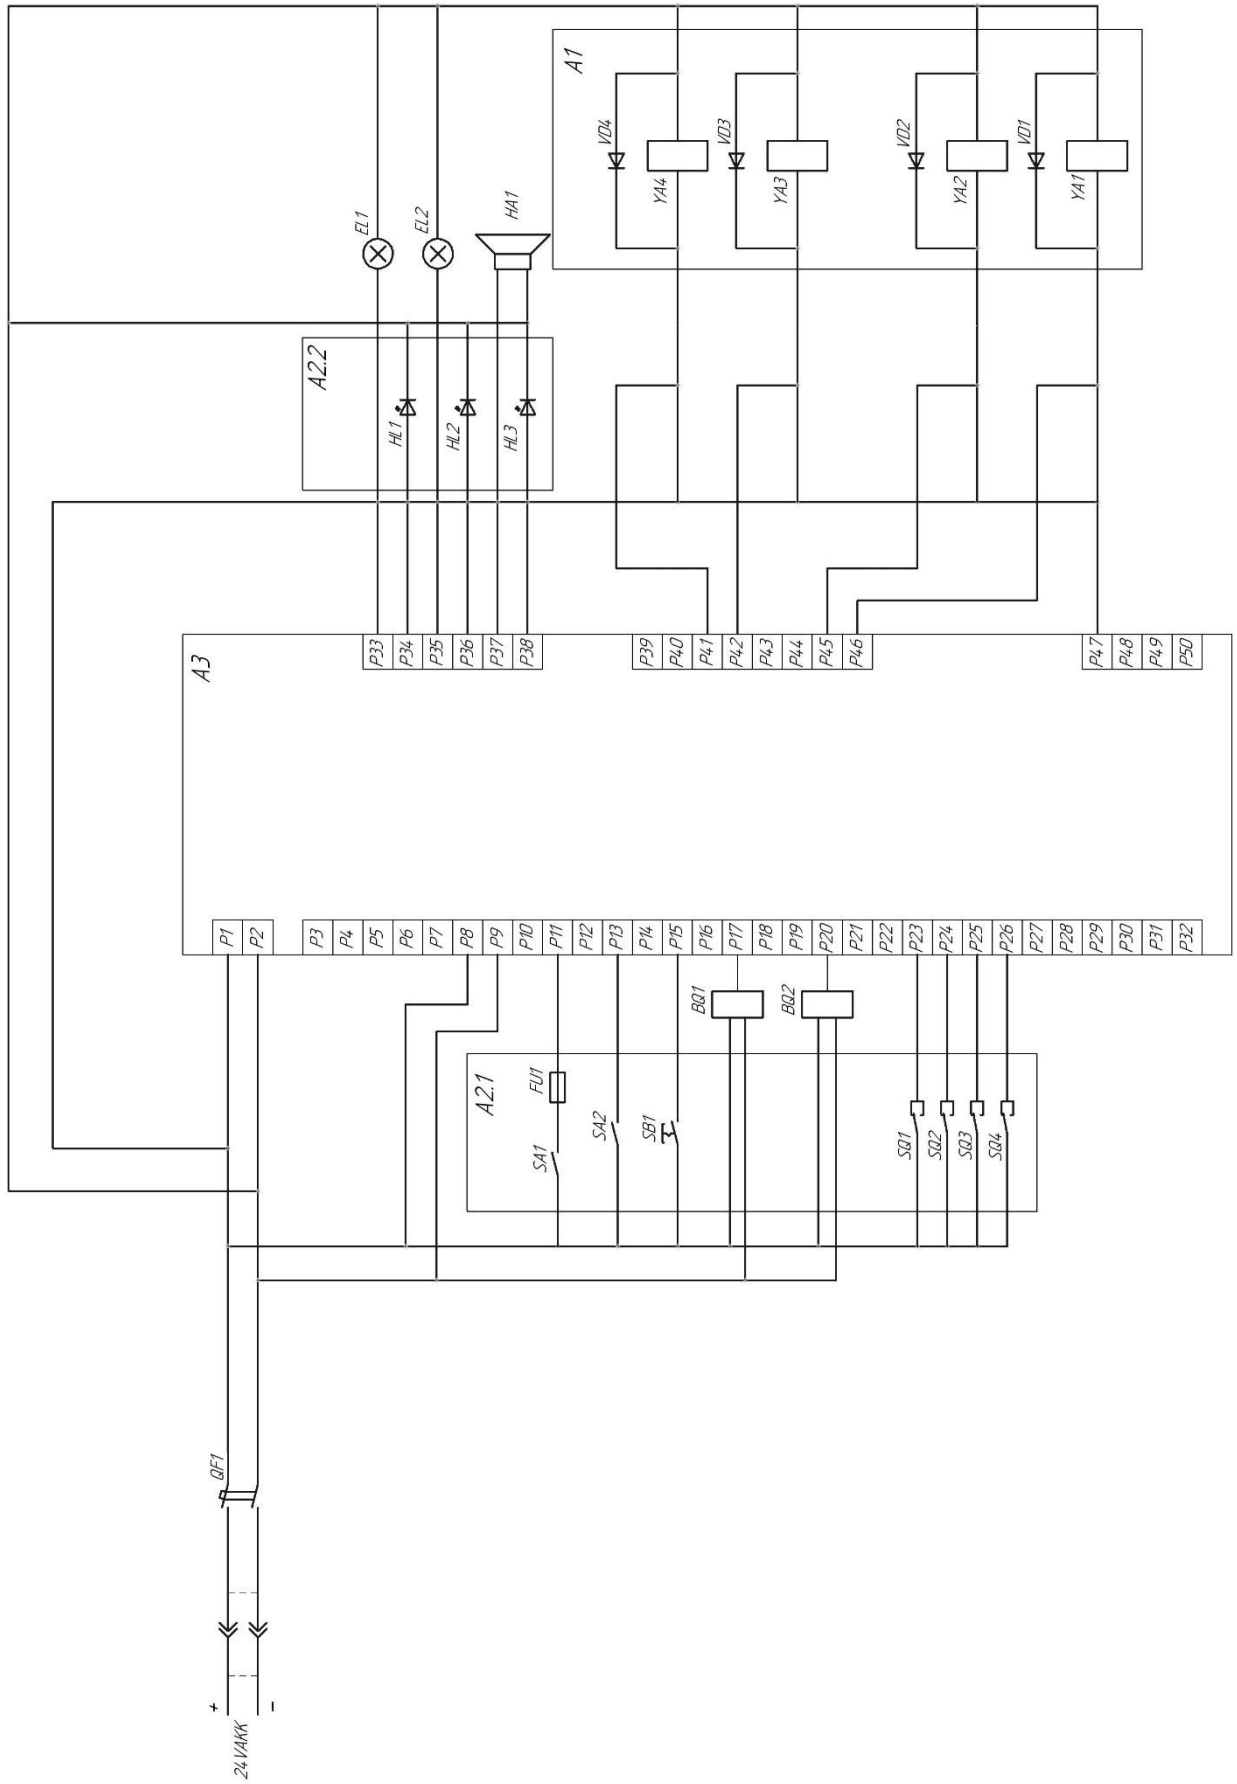 A1
VD4
VD3
VD2
VD1
YA4
YA3
YA2
YA1
EL1
EL2
HA1
A2.2
HL1
HL2
HL3
A3
P33
P34
P35
P36
P37
P38
P39
P40
P41
P42
P43
P44
P45
P46
P47
P48
P49
P50
P1
P2
P3
P4
P5
P6
P7
P8
P9
P10
P11
P12
P13
P14
P15
P16
P17
P18
P19
P20
P21
P22
P23
P24
P25
P26
P27
P28
P29
P30
P31
P32
BQ1
BQ2
A2.1
FU1
SA1
SA2
SB1
SQ1
SQ2
SQ3
SQ4
QF1
+
−
24VAKK